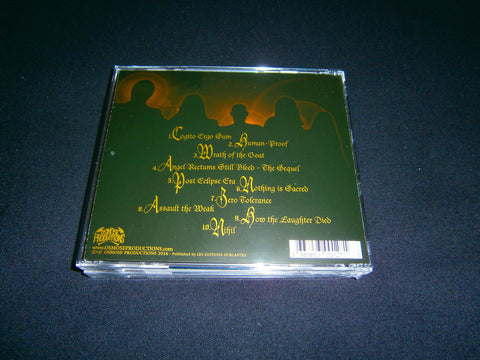 1. Cogito Ergo Sum
2. Human-Proof
3. Wrath of the Goat
4. Angel Rectums Still Bleed - The Sequel
5. Post Eclipse Era
6. Nothing is Sacred
7. Zero Tolerance
8. Assault the Weak
9. How the Laughter Died
10. Nihil
OSMOSE
PRODUCTIONS
www.OSMOSEPRODUCTIONS.com
OSMOSE PRODUCTIONS 2016 - Published by LES EDITIONS HURLANTES